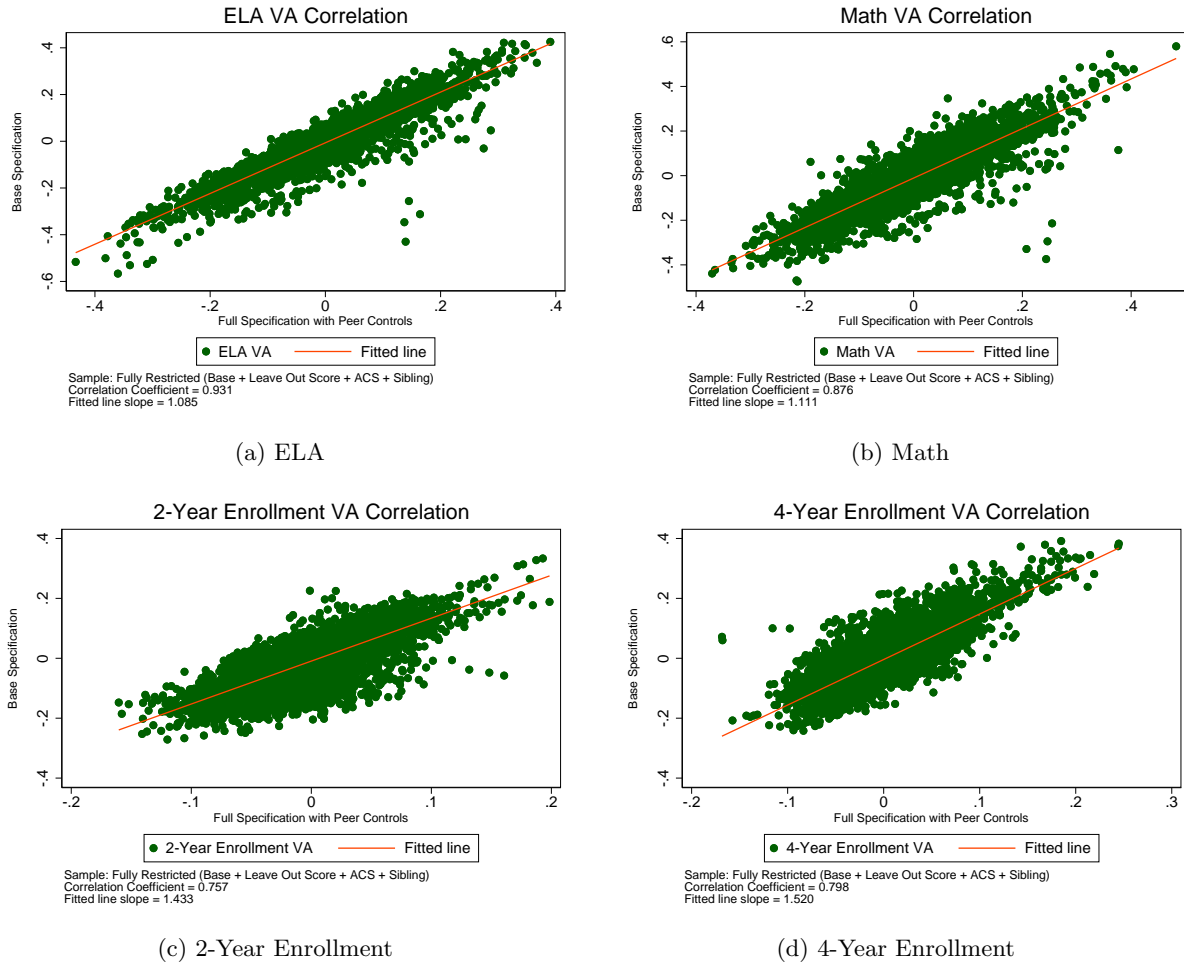 ELA VA Correlation
Base Specification
.4
.2
0
-.2
-.4
-.6
-.4
-.2
0
.2
.4
Full Specification with Peer Controls
ELA VA
Fitted line
Sample: Fully Restricted (Base + Leave Out Score + ACS + Sibling)
Correlation Coefficient = 0.931
Fitted line slope = 1.085
(a) ELA
Math VA Correlation
Base Specification
.6
.4
.2
0
-.2
-.4
-.4
-.2
0
.2
.4
Full Specification with Peer Controls
Math VA
Fitted line
Sample: Fully Restricted (Base + Leave Out Score + ACS + Sibling)
Correlation Coefficient = 0.876
Fitted line slope = 1.111
(b) Math
2-Year Enrollment VA Correlation
Base Specification
.4
.2
0
-.2
-.4
-.2
-.1
0
.1
.2
Full Specification with Peer Controls
2-Year Enrollment VA
Fitted line
Sample: Fully Restricted (Base + Leave Out Score + ACS + Sibling)
Correlation Coefficient = 0.757
Fitted line slope = 1.433
(c) 2-Year Enrollment
4-Year Enrollment VA Correlation
Base Specification
.4
.2
0
-.2
-.4
-.2
-.1
0
.1
.2
.3
Full Specification with Peer Controls
4-Year Enrollment VA
Fitted line
Sample: Fully Restricted (Base + Leave Out Score + ACS + Sibling)
Correlation Coefficient = 0.798
Fitted line slope = 1.520
(d) 4-Year Enrollment